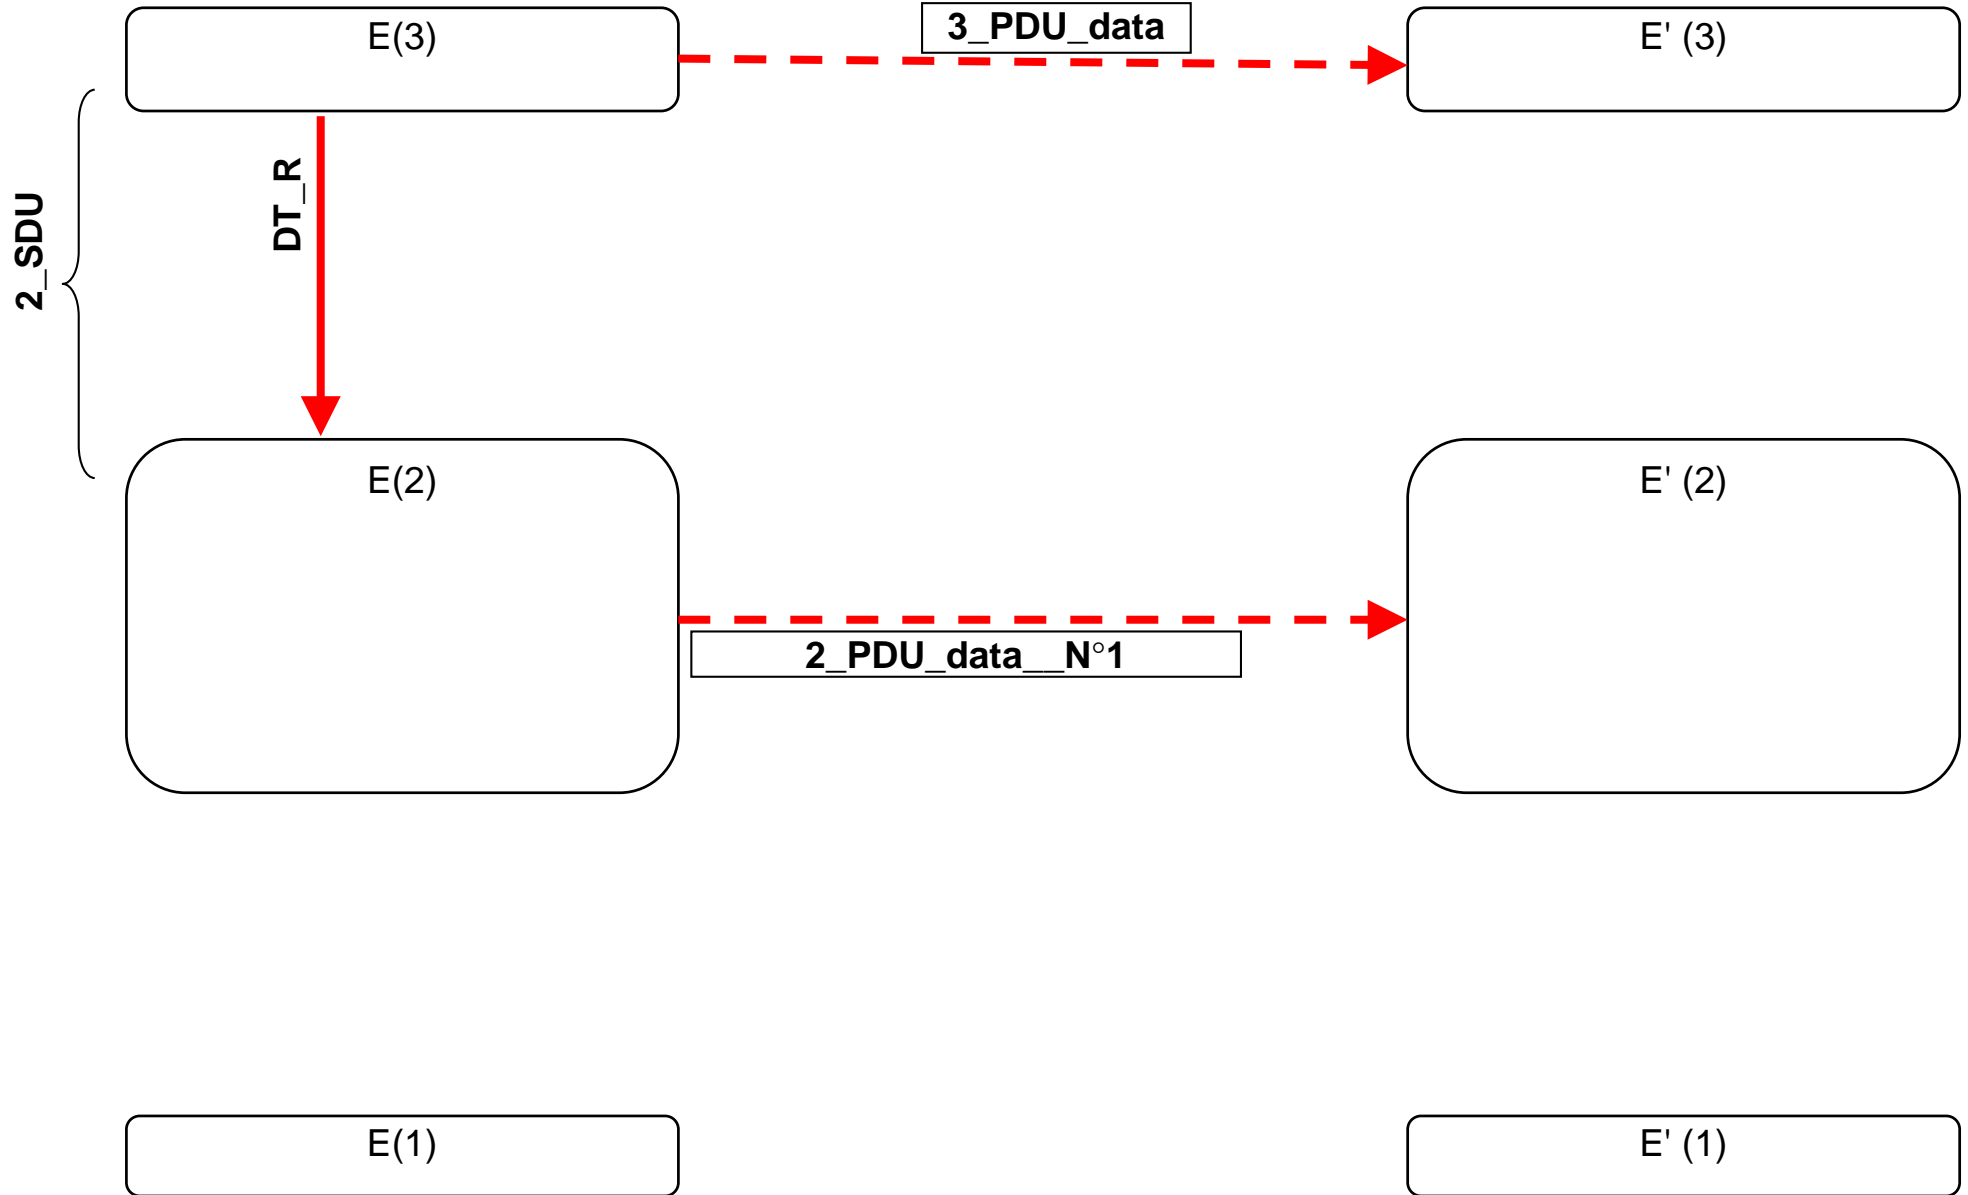 E(3)
3_PDU_data
E' (3)
DT_R
2_SDU
E(2)
E' (2)
2_PDU_data__N°1
E(1)
E' (1)